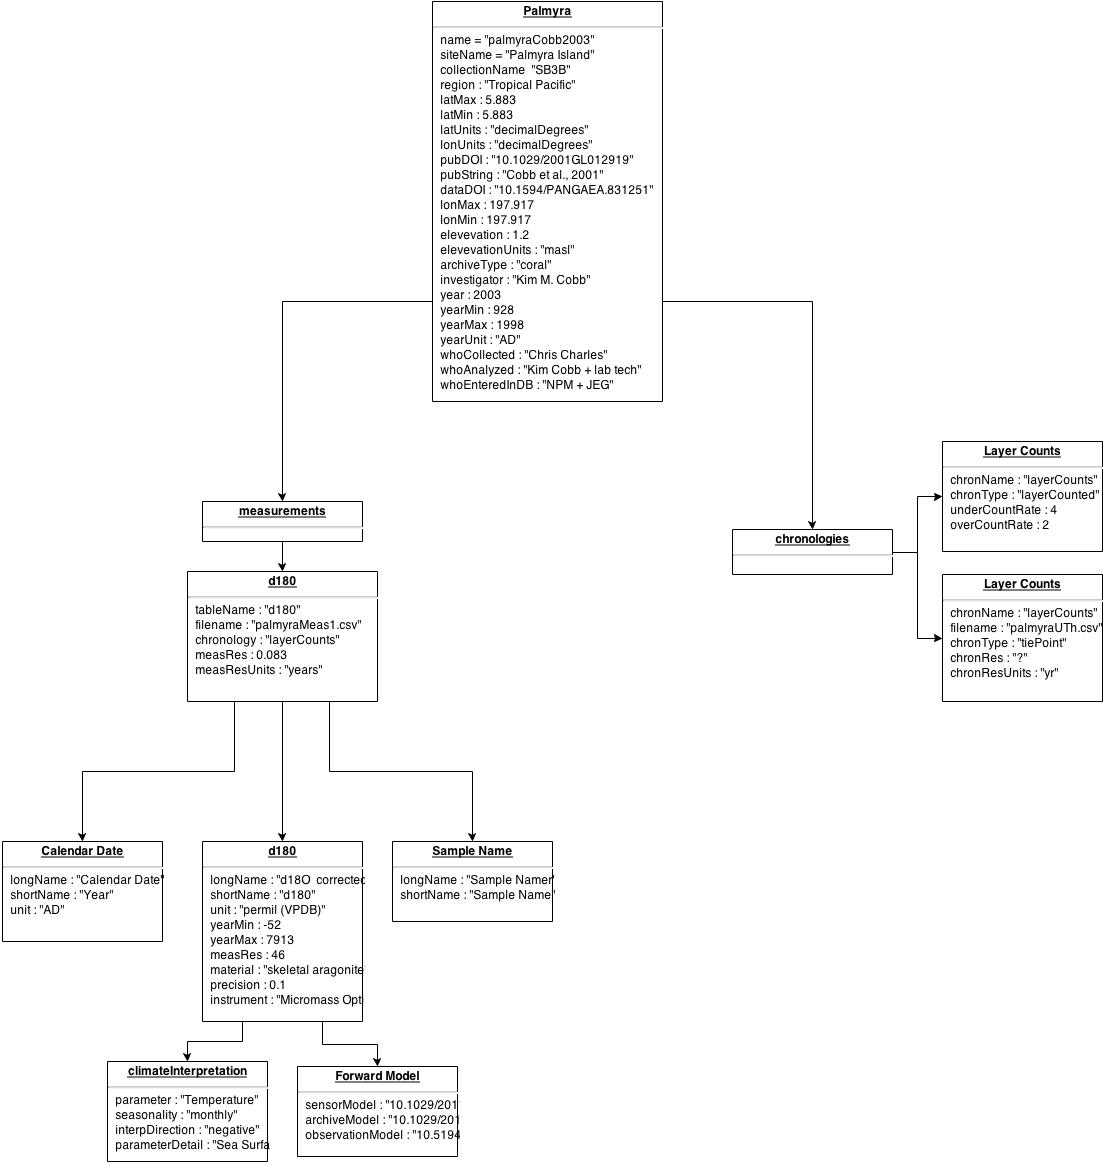 Palmyra
name = "palmyraCobb2003"
siteName = "Palmyra Island"
collectionName "SB3B"
region : "Tropical Pacific"
latMax : 5.883
latMin : 5.883
latUnits : "decimalDegrees"
lonUnits : "decimalDegrees"
pubDOI : "10.1029/2001GL012919"
pubString : "Cobb et al., 2001"
dataDOI : "10.1594/PANGAEA.831251"
lonMax : 197.917
lonMin : 197.917
elevevation : 1.2
elevevationUnits : "masl"
archiveType : "coral"
investigator : "Kim M. Cobb"
year : 2003
yearMin : 928
yearMax : 1998
yearUnit : "AD"
whoCollected : "Chris Charles"
whoAnalyzed : "Kim Cobb + lab tech"
whoEnteredInDB : "NPM + JEG"
measurements
d180
tableName : "d180"
filename : "palmyraMeas1.csv"
chronology : "layerCounts"
measRes : 0.083
measResUnits : "years"
chronologies
Layer Counts
chronName : "layerCounts"
chronType : "layerCounted"
underCountRate : 4
overCountRate : 2
Layer Counts
chronName : "layerCounts"
filename : "palmyraUTh.csv"
chronType : "tiePoint"
chronRes : "?"
chronResUnits : "yr"
Calendar Date
longName : "Calendar Date"
shortName : "Year"
unit : "AD"
d180
longName : "d18O corrected
shortName : "d180"
unit : "permil (VPDB)"
yearMin : -52
yearMax : 7913
measRes : 46
material : "skeletal aragonite
precision : 0.1
instrument : "Micromass Opt
Sample Name
longName : "Sample Name"
shortName : "Sample Name"
climateInterpretation
parameter : "Temperature"
seasonality : "monthly"
interpDirection : "negative"
parameterDetail : "Sea Surfa
Forward Model
sensorModel : "10.1029/201
archiveModel : "10.1029/201
observationModel : "10.5194